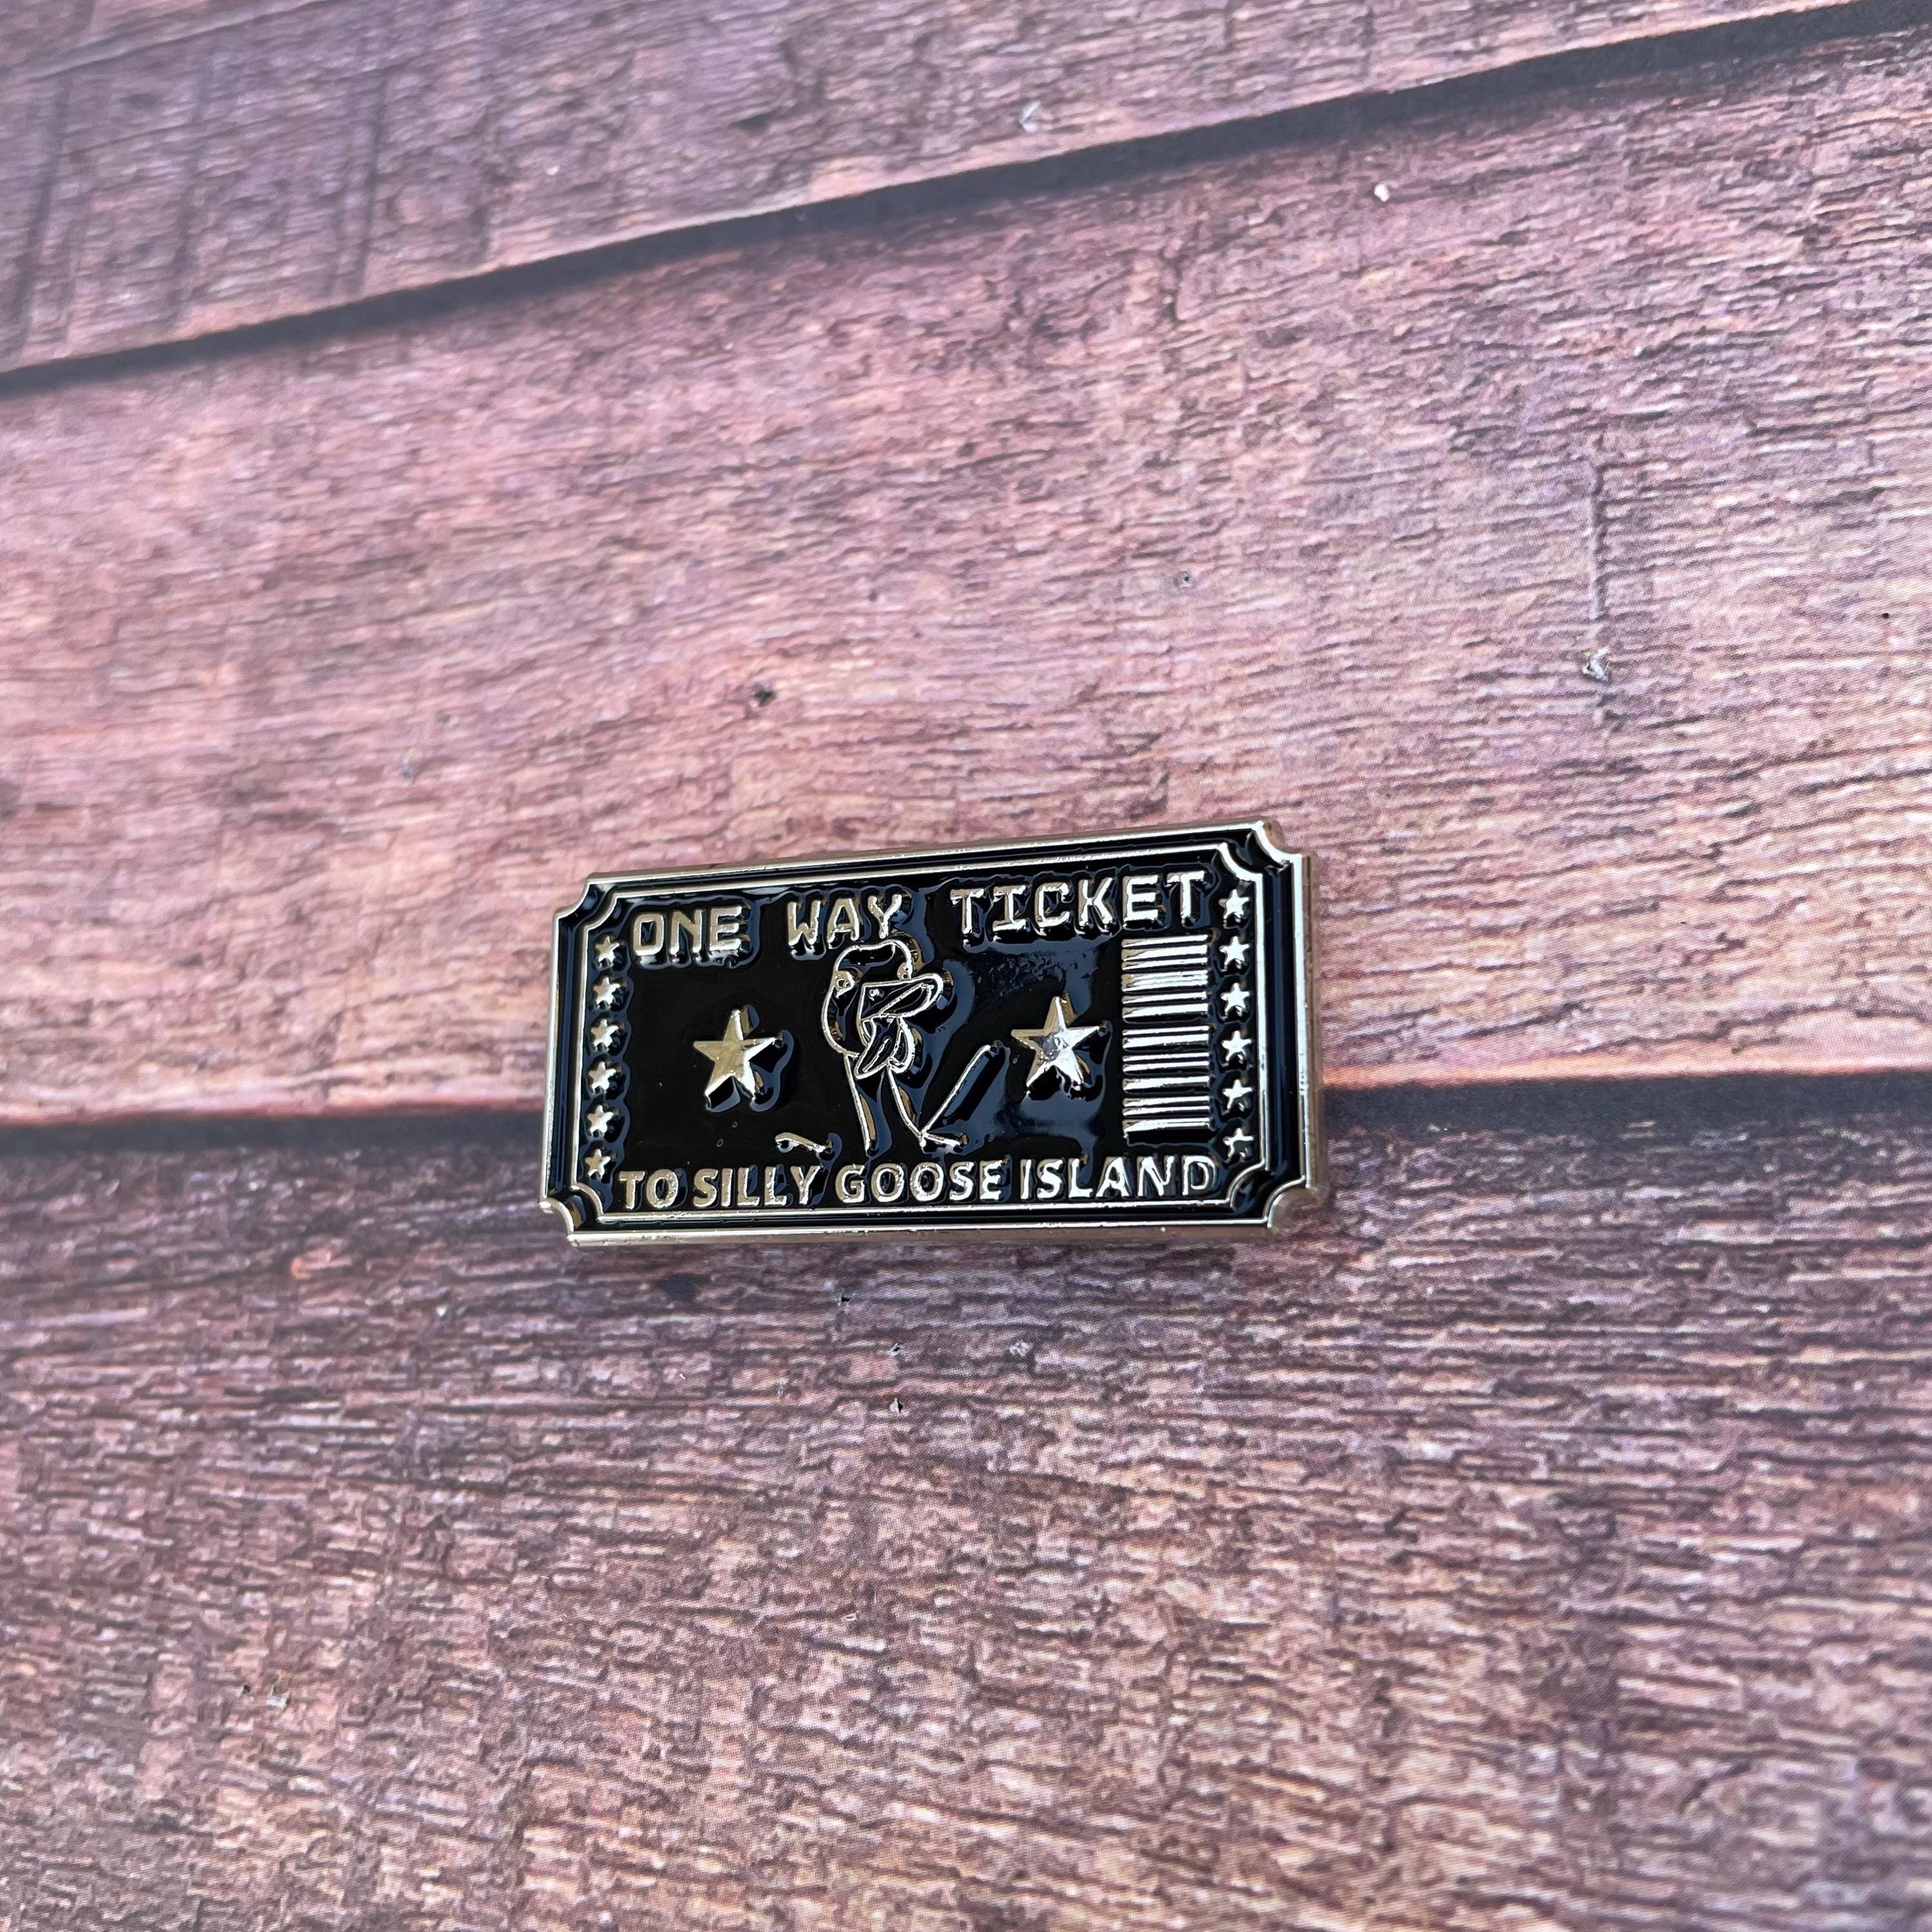 ONE WAY TICKET
TO SILLY GOOSE ISLAND